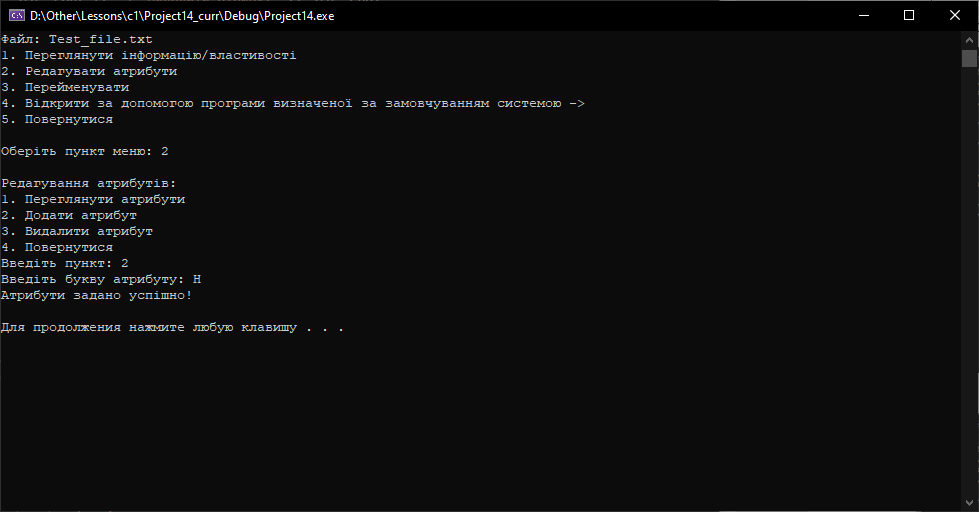 D:\Other\Lessons\c1\Project14_curr\Debug\Project14.exe
Файл: Test_file.txt
1. Переглянути інформацію/властивості
2. Редагувати атрибути
3. Перейменувати
4. Відкрити за допомогою програми визначеної за замовчуванням системою ->
5. Повернутися
Оберіть пункт меню: 2
Редагування атрибутів:
1. Переглянути атрибути
2. Додати атрибут
3. Видалити атрибут
4. Повернутися
Введіть пункт: 2
Введіть букву атрибуту: H
Атрибути задано успішно!
Для продолжения нажмите любую клавишу . . .